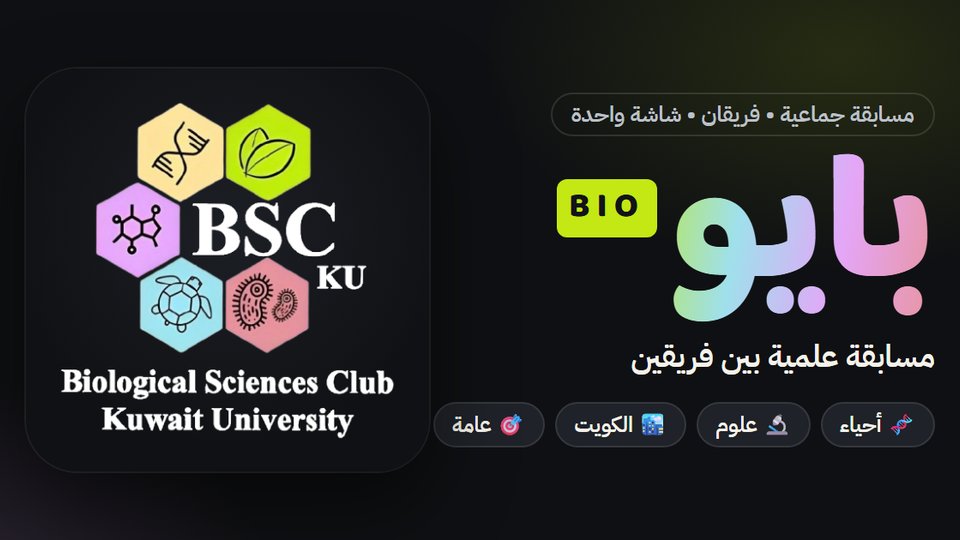 BSC
KU
Biological Sciences Club
Kuwait University
مسابقة جماعية • فريقان • شاشة واحدة
بايو BIO
مسابقة علمية بين فريقين
أحياء
علوم
الكويت
عامة